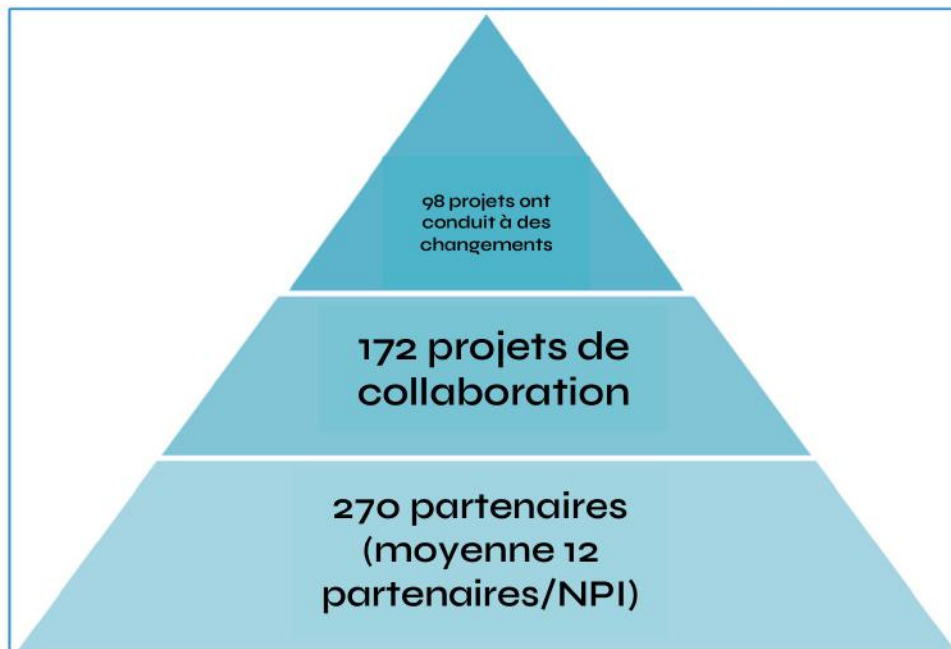 98 projets ont
conduit à des
changements
172 projets de
collaboration
270 partenaires
(moyenne 12
partenaires/NPI)